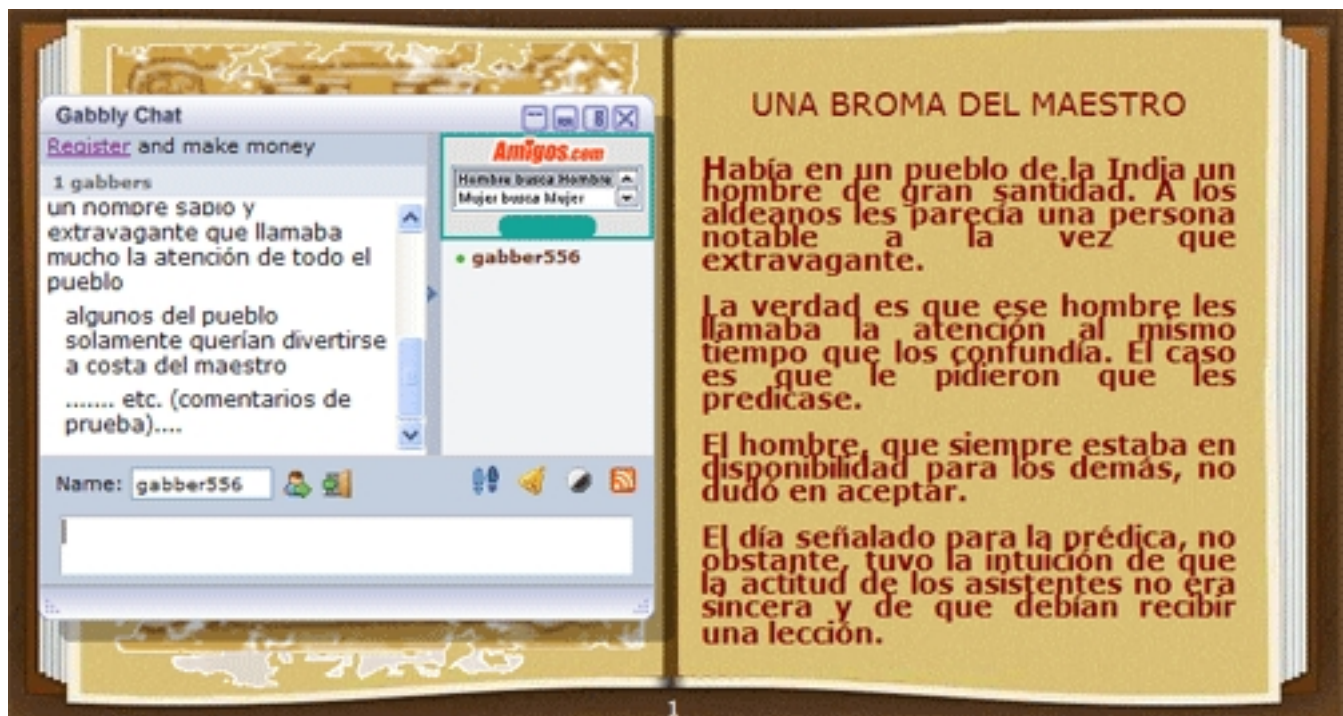 Gabbly Chat
Register and make money
1 gabbers
un hombre sabio y
extravagante que llamaba
mucho la atención de todo el
pueblo
algunos del pueblo
solamente querían divertirse
a costa del maestro
....... etc. (comentarios de
prueba)....
Amigos.com
Hombre busca Hombre
Mujer busca Mujer
gabber556
Name: gabber556
UNA BROMA DEL MAESTRO
Había en un pueblo de la India un
hombre de gran santidad. A los
aldeanos les parecía una persona
notable a la vez que
extravagante.
La verdad es que ese hombre les
llamaba la atención al mismo
tiempo que los confundía. El caso
es que le pidieron que les
predicase.
El hombre, que siempre estaba en
disponibilidad para los demás, no
dudó en aceptar.
El día señalado para la prédica, no
obstante, tuvo la intuición de que
la actitud de los asistentes no era
sincera y de que debían recibir
una lección.
1